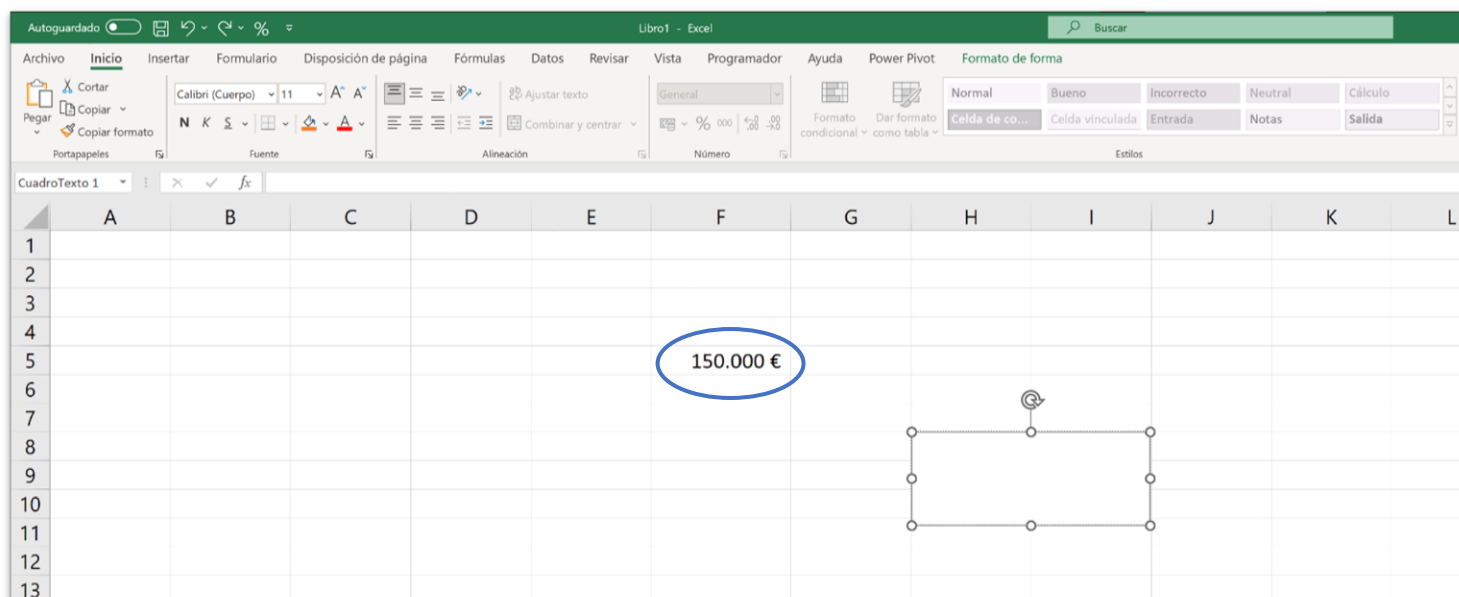 Autoguardado
Libro1 - Excel
Buscar
Archivo Inicio Insertar Formulario Disposición de página Fórmulas Datos Revisar Vista Programador Ayuda Power Pivot Formato de forma
Pegar
Cortar
Copiar
Copiar formato
Portapapeles
Calibri (Cuerpo) 11 A A
N K S A
Fuente
Ajustar texto
Combinar y centrar
Alineación
General
% 000
Número
Formato condicional
Dar formato como tabla
Normal Bueno Incorrecto Neutral Cálculo
Celda de co... Celda vinculada Entrada Notas Salida
Estilos
CuadroTexto 1 fx
A B C D E F G H I J K L
1
2
3
4
5 150.000 €
6
7
8
9
10
11
12
13